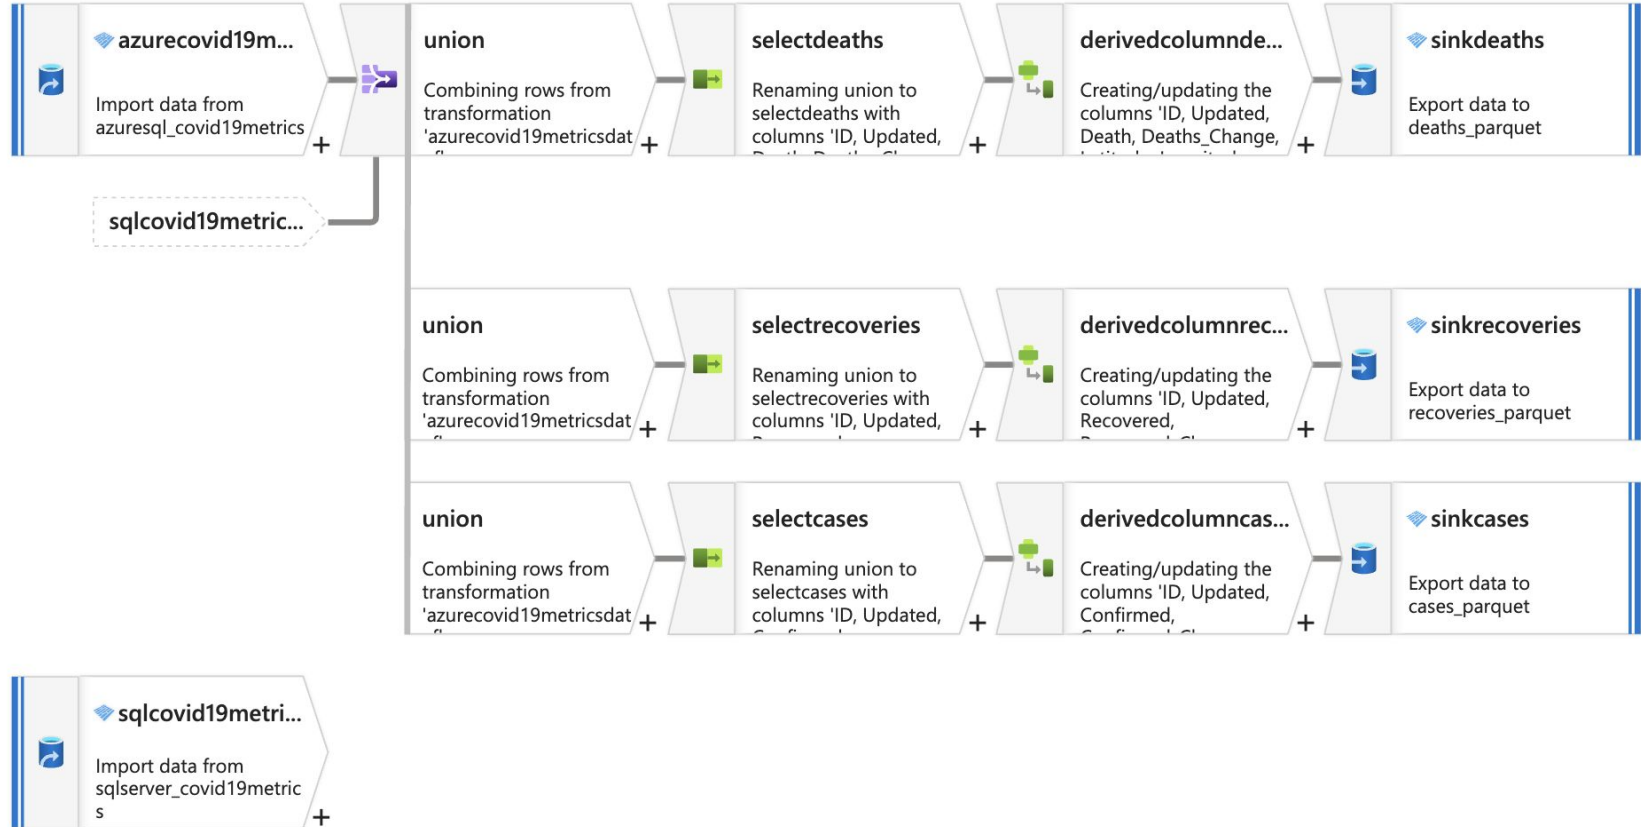 azurecovid19m...
Import data from
azuresql_covid19metrics
+
union
Combining rows from
transformation
'azurecovid19metricsdat
+
selectdeaths
Renaming union to
selectdeaths with
columns 'ID, Updated,
+
derivedcolumnde...
Creating/updating the
columns 'ID, Updated,
Death, Deaths_Change,
+
sinkdeaths
Export data to
deaths_parquet
sqlcovid19metric...
union
Combining rows from
transformation
'azurecovid19metricsdat
+
selectrecoveries
Renaming union to
selectrecoveries with
columns 'ID, Updated,
+
derivedcolumnrec...
Creating/updating the
columns 'ID, Updated,
Recovered,
+
sinkrecoveries
Export data to
recoveries_parquet
union
Combining rows from
transformation
'azurecovid19metricsdat
+
selectcases
Renaming union to
selectcases with
columns 'ID, Updated,
+
derivedcolumncas...
Creating/updating the
columns 'ID, Updated,
Confirmed,
+
sinkcases
Export data to
cases_parquet
sqlcovid19metri...
Import data from
sqlserver_covid19metric
s
+